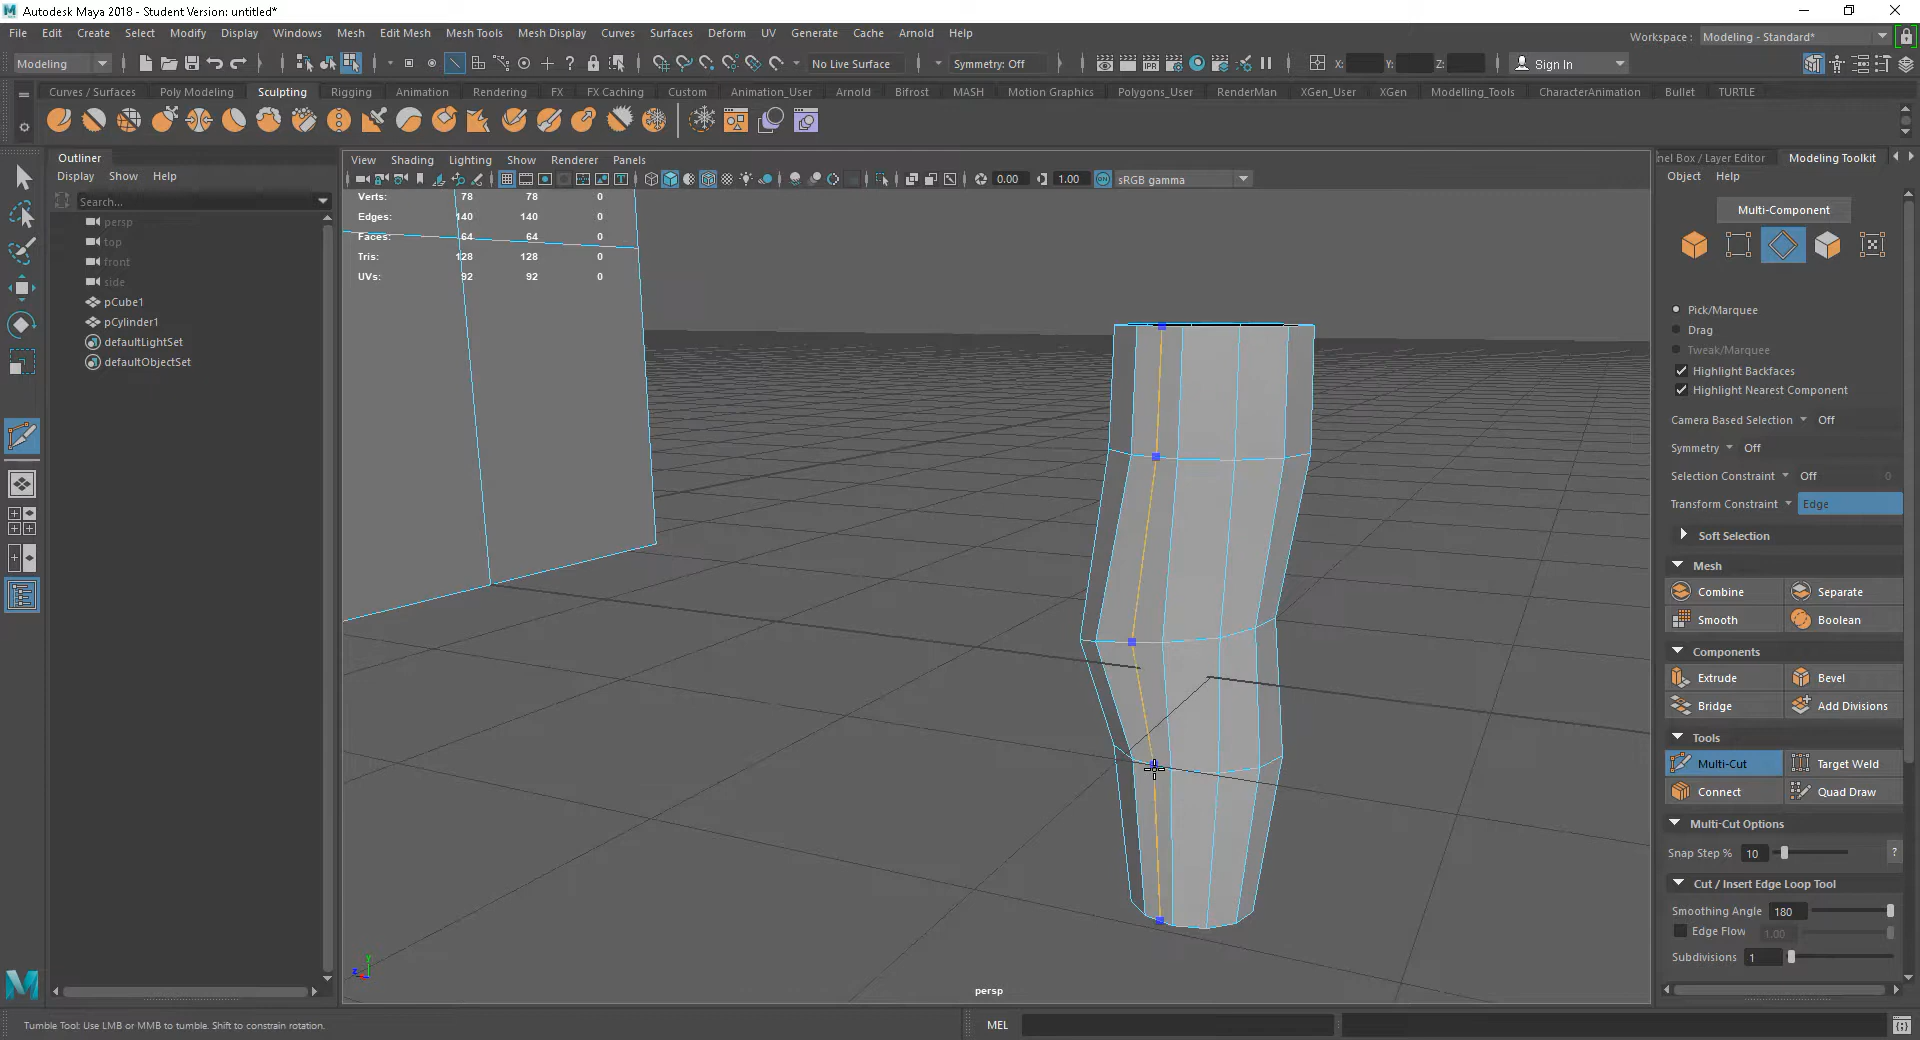 Autodesk Maya 2018 - Student Version: untitled*
File Edit Create Select Modify Display Windows Mesh Edit Mesh Mesh Tools Mesh Display Curves Surfaces Deform UV Generate Cache Arnold Help
Workspace : Modeling - Standard*
Modeling No Live Surface Symmetry: Off X: Y: Z: Sign In
Curves / Surfaces Poly Modeling Sculpting Rigging Animation Rendering FX FX Caching Custom Animation_User Arnold Bifrost MASH Motion Graphics Polygons_User RenderMan XGen_User XGen Modelling_Tools CharacterAnimation Bullet TURTLE
Outliner
Display Show Help
Search...
persp
top
front
side
pCube1
pCylinder1
defaultLightSet
defaultObjectSet
View Shading Lighting Show Renderer Panels
0.00 1.00 sRGB gamma
Verts: 78 78 0
Edges: 140 140 0
Faces: 64 64 0
Tris: 128 128 0
UVs: 92 92 0
persp
nel Box / Layer Editor Modeling Toolkit
Object Help
Multi-Component
Pick/Marquee
Drag
Tweak/Marquee
Highlight Backfaces
Highlight Nearest Component
Camera Based Selection Off
Symmetry Off
Selection Constraint Off 0
Transform Constraint Edge
Soft Selection
Mesh
Combine Separate
Smooth Boolean
Components
Extrude Bevel
Bridge Add Divisions
Tools
Multi-Cut Target Weld
Connect Quad Draw
Multi-Cut Options
Snap Step % 10 ?
Cut / Insert Edge Loop Tool
Smoothing Angle 180
Edge Flow 1.00
Subdivisions 1
Tumble Tool: Use LMB or MMB to tumble. Shift to constrain rotation.
MEL